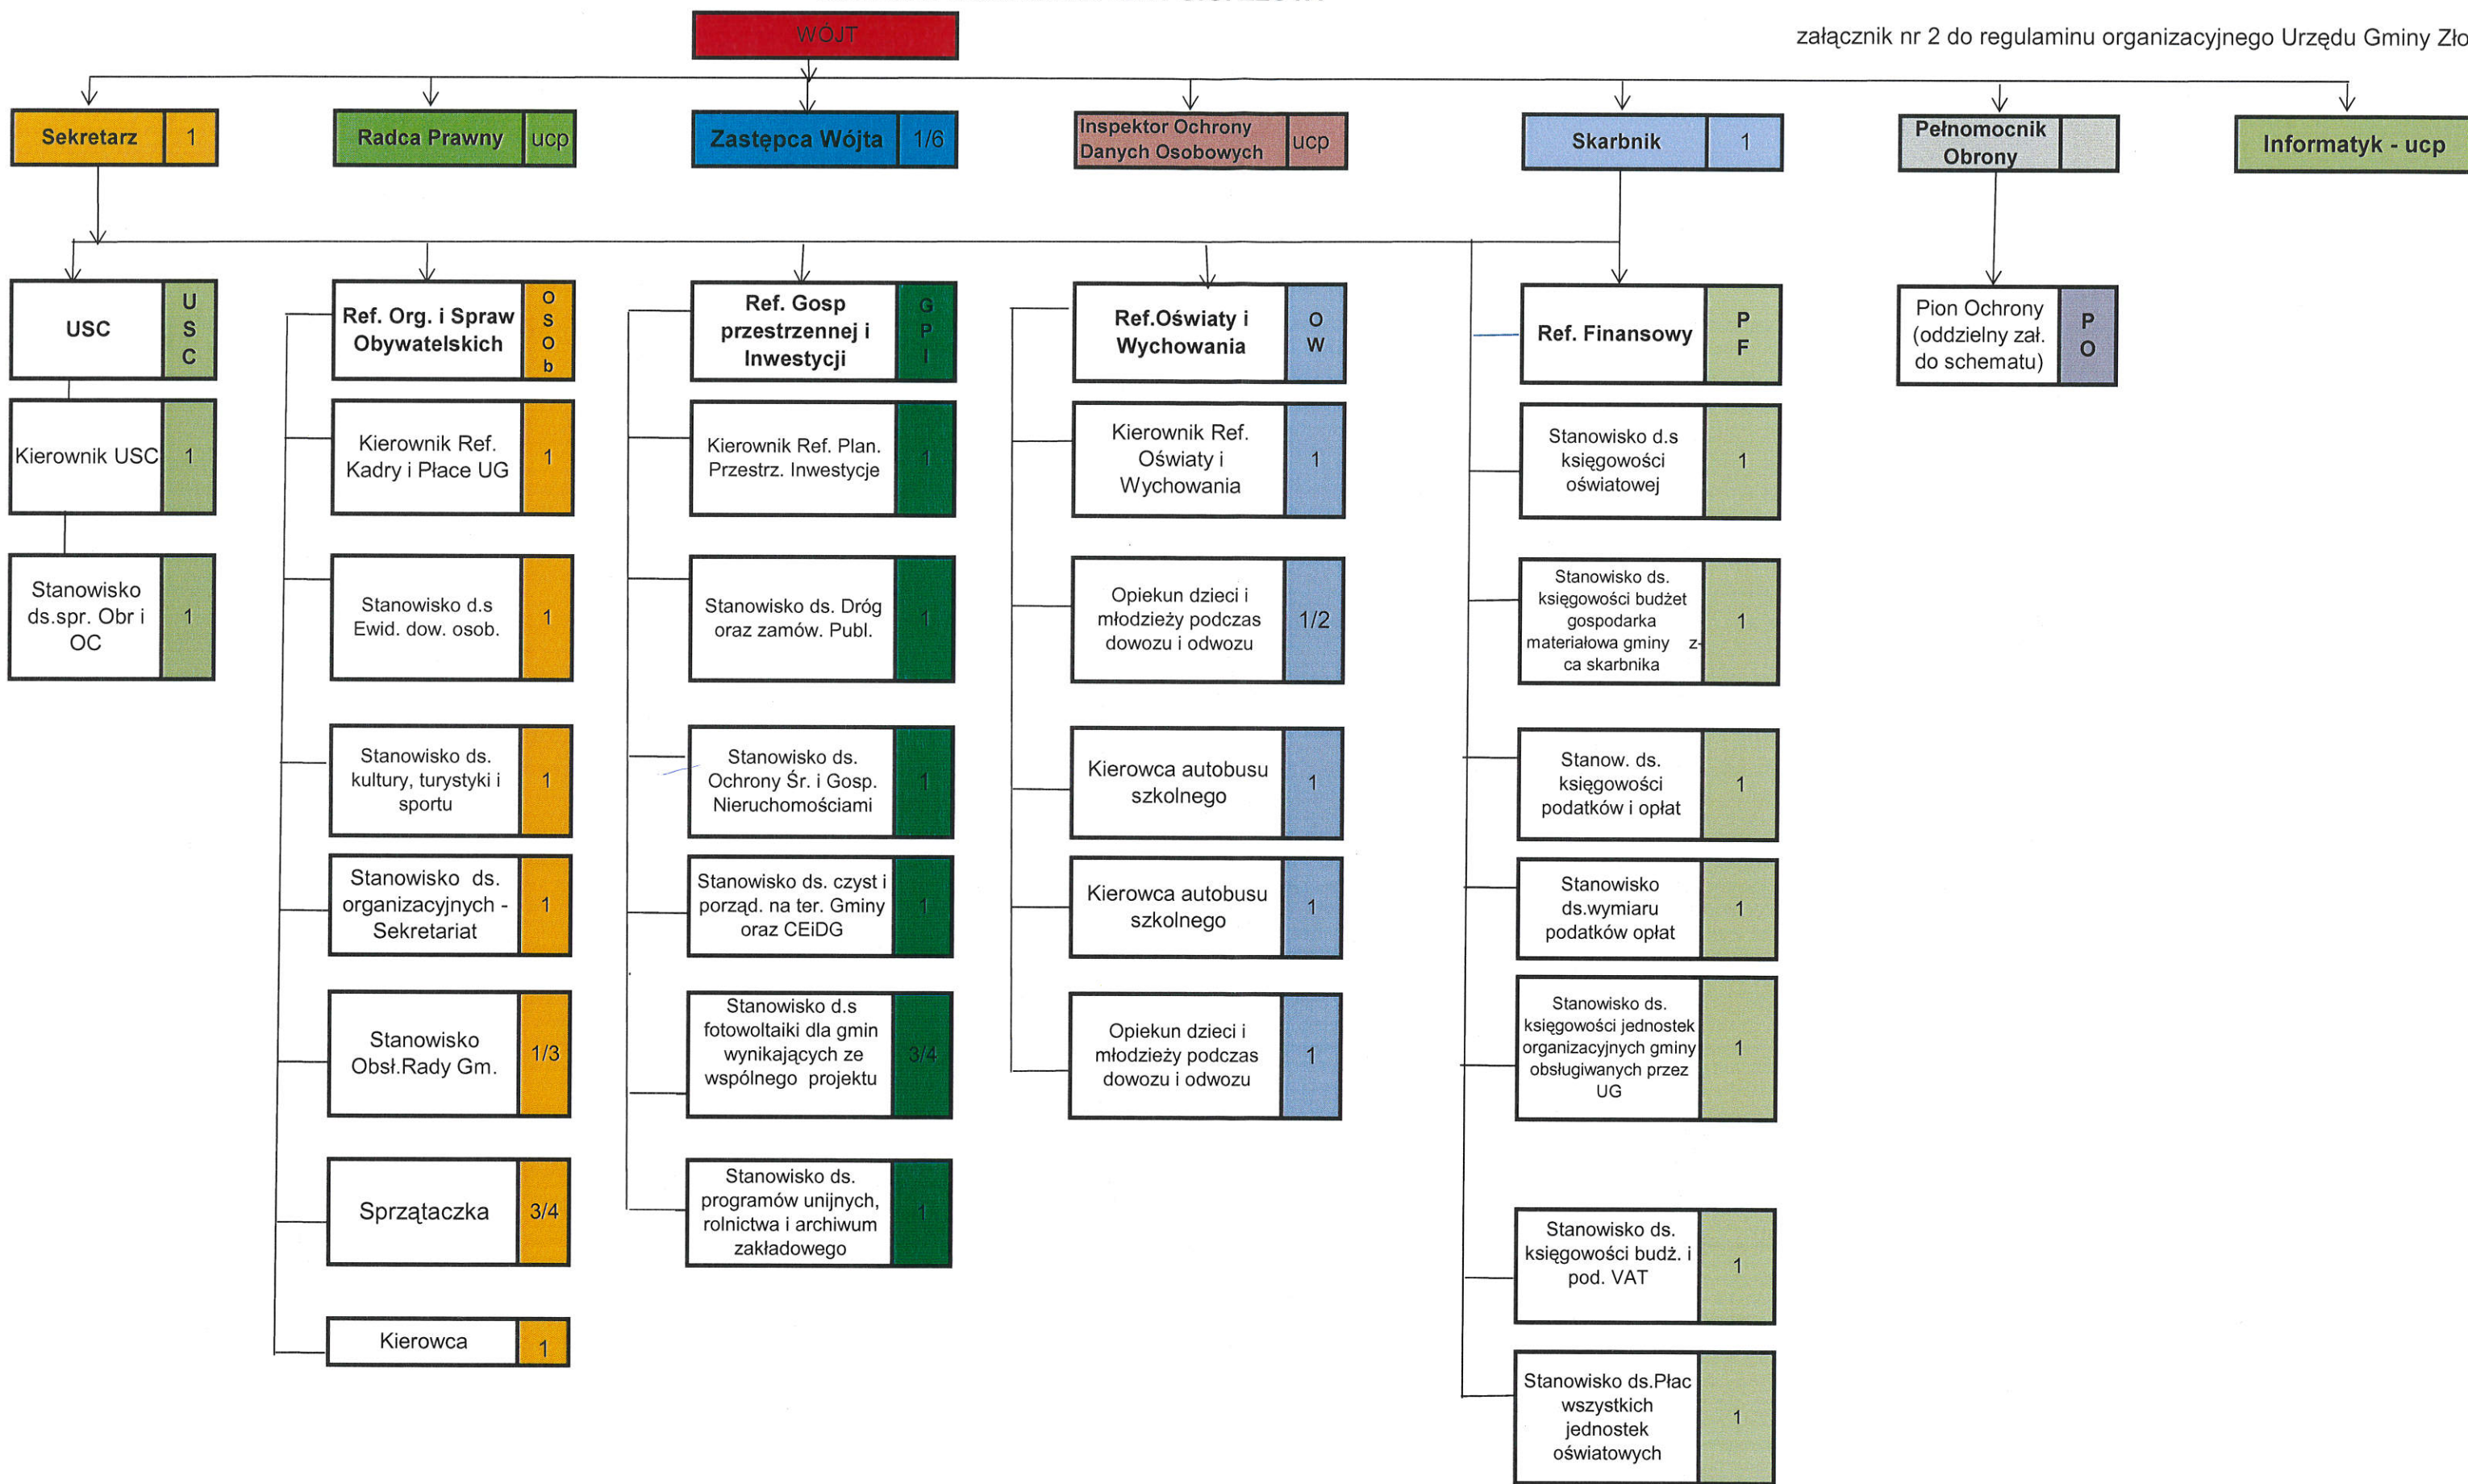 WÓJT
załącznik nr 2 do regulaminu organizacyjnego Urzędu Gminy Zło
Sekretarz 1
Radca Prawny ucp
Zastępca Wójta 1/6
Inspektor Ochrony
Danych Osobowych ucp
Skarbnik 1
Pełnomocnik
Obrony
Informatyk - ucp
USC
U
S
C
Kierownik USC 1
Stanowisko
ds.spr. Obr i
OC
1
Ref. Org. i Spraw
Obywatelskich
O
S
O
b
Kierownik Ref.
Kadry i Płace UG
1
Stanowisko d.s
Ewid. dow. osob.
1
Stanowisko ds.
kultury, turystyki i
sportu
1
Stanowisko ds.
organizacyjnych -
Sekretariat
1
Stanowisko
Obsł.Rady Gm.
1/3
Sprzątaczka 3/4
Kierowca 1
Ref. Gosp
przestrzennej i
Inwestycji
G
P
I
Kierownik Ref. Plan.
Przestrz. Inwestycje
1
Stanowisko ds. Dróg
oraz zamów. Publ.
1
Stanowisko ds.
Ochrony Śr. i Gosp.
Nieruchomościami
1
Stanowisko ds. czyst i
porząd. na ter. Gminy
oraz CEiDG
1
Stanowisko d.s
fotowoltaiki dla gmin
wynikających ze
wspólnego projektu
3/4
Stanowisko ds.
programów unijnych,
rolnictwa i archiwum
zakładowego
1
Ref.Oświaty i
Wychowania
O
W
Kierownik Ref.
Oświaty i
Wychowania
1
Opiekun dzieci i
młodzieży podczas
dowozu i odwozu
1/2
Kierowca autobusu
szkolnego
1
Kierowca autobusu
szkolnego
1
Opiekun dzieci i
młodzieży podczas
dowozu i odwozu
1
Ref. Finansowy
P
F
Stanowisko d.s
księgowości
oświatowej
1
Stanowisko ds.
księgowości budżet
gospodarka
materiałowa gminy z-
ca skarbnika
1
Stanow. ds.
księgowości
podatków i opłat
1
Stanowisko
ds.wymiaru
podatków opłat
1
Stanowisko ds.
księgowości jednostek
organizacyjnych gminy
obsługiwanych przez
UG
1
Stanowisko ds.
księgowości budż. i
pod. VAT
1
Stanowisko ds.Płac
wszystkich
jednostek
oświatowych
1
Pion Ochrony
(oddzielny zał.
do schematu)
P
O